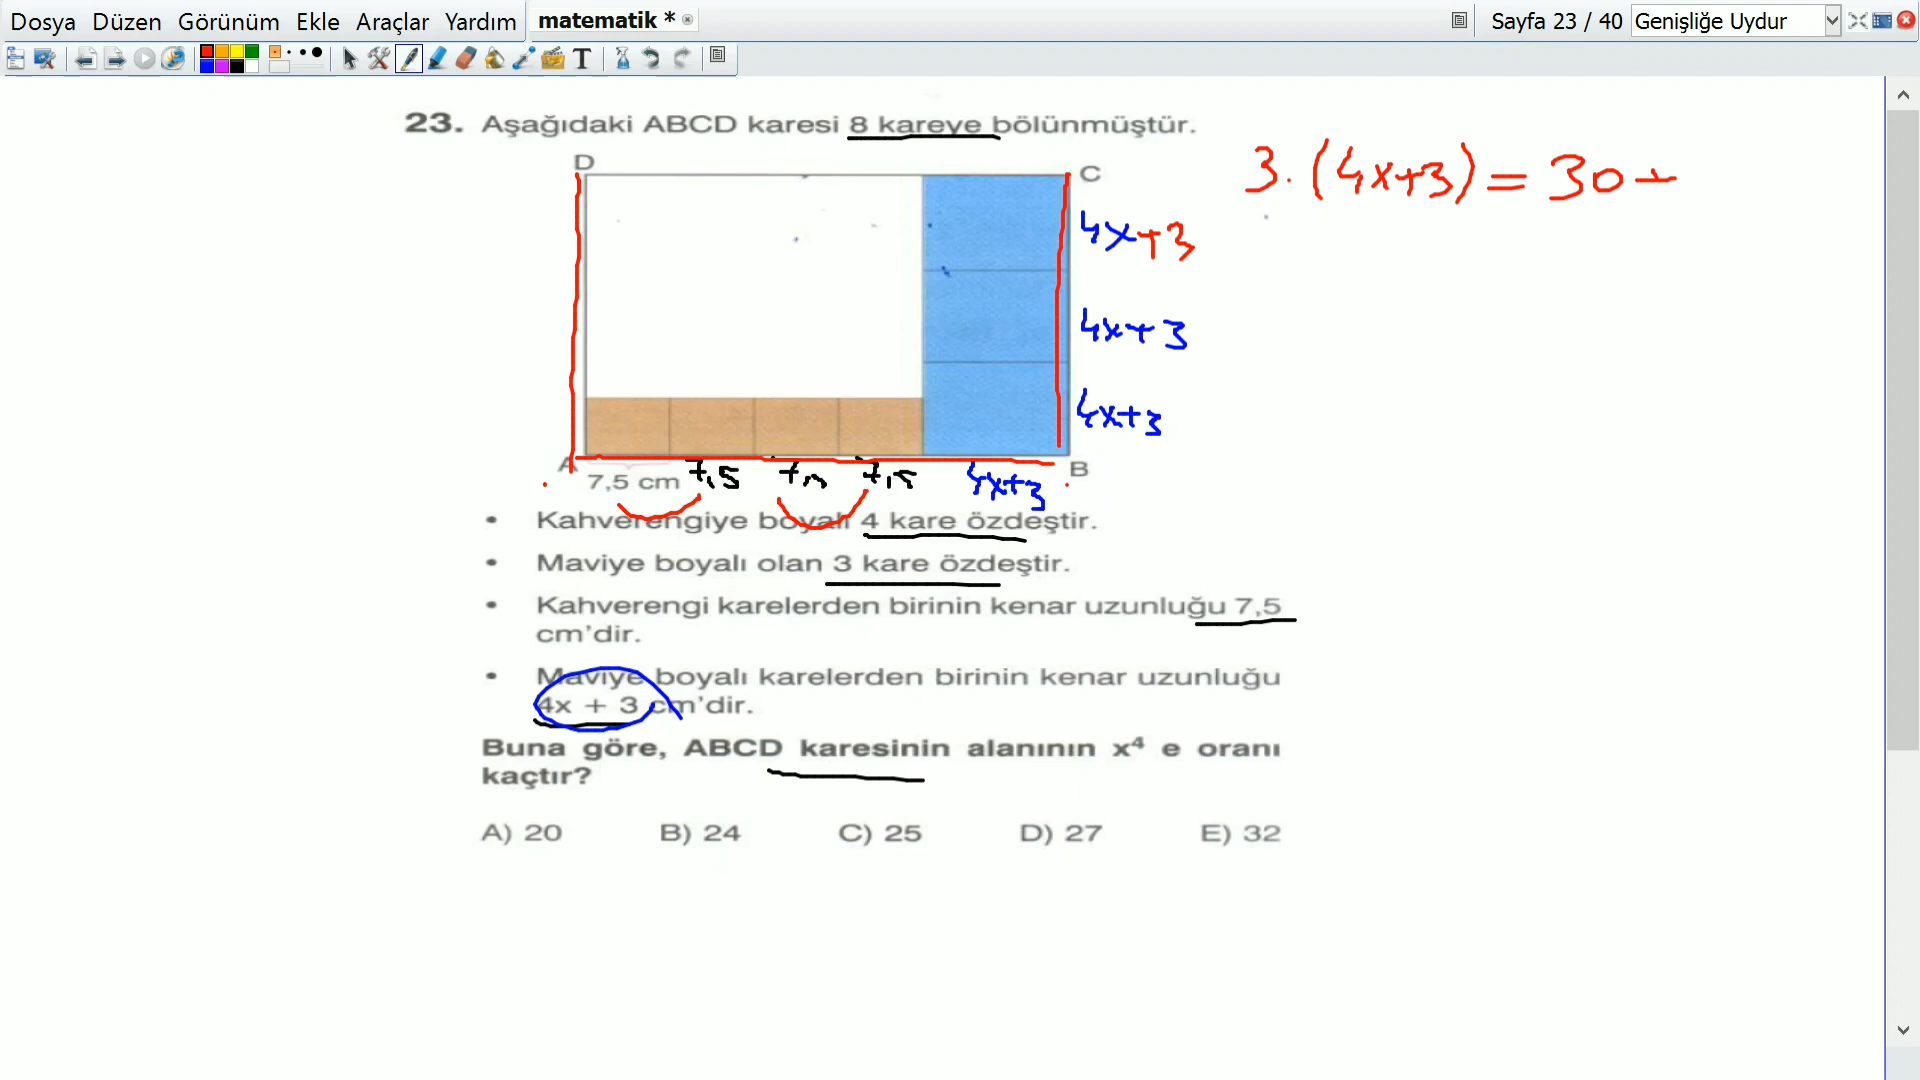 Dosya Düzen Görünüm Ekle Araçlar Yardım matematik * Sayfa 23 / 40 Genişliğe Uydur
T
23. Aşağıdaki ABCD karesi 8 kareye bölünmüştür.
3. (4x+3) = 30 +
D C
4x+3
4x+3
4x+3
A B
7,5 cm 7,5 7,5 7,5 4x+3
• Kahverengiye boyalı 4 kare özdeştir.
• Maviye boyalı olan 3 kare özdeştir.
• Kahverengi karelerden birinin kenar uzunluğu 7,5
cm'dir.
• Maviye boyalı karelerden birinin kenar uzunluğu
4x + 3 cm'dir.
Buna göre, ABCD karesinin alanının x⁴ e oranı
kaçtır?
A) 20 B) 24 C) 25 D) 27 E) 32